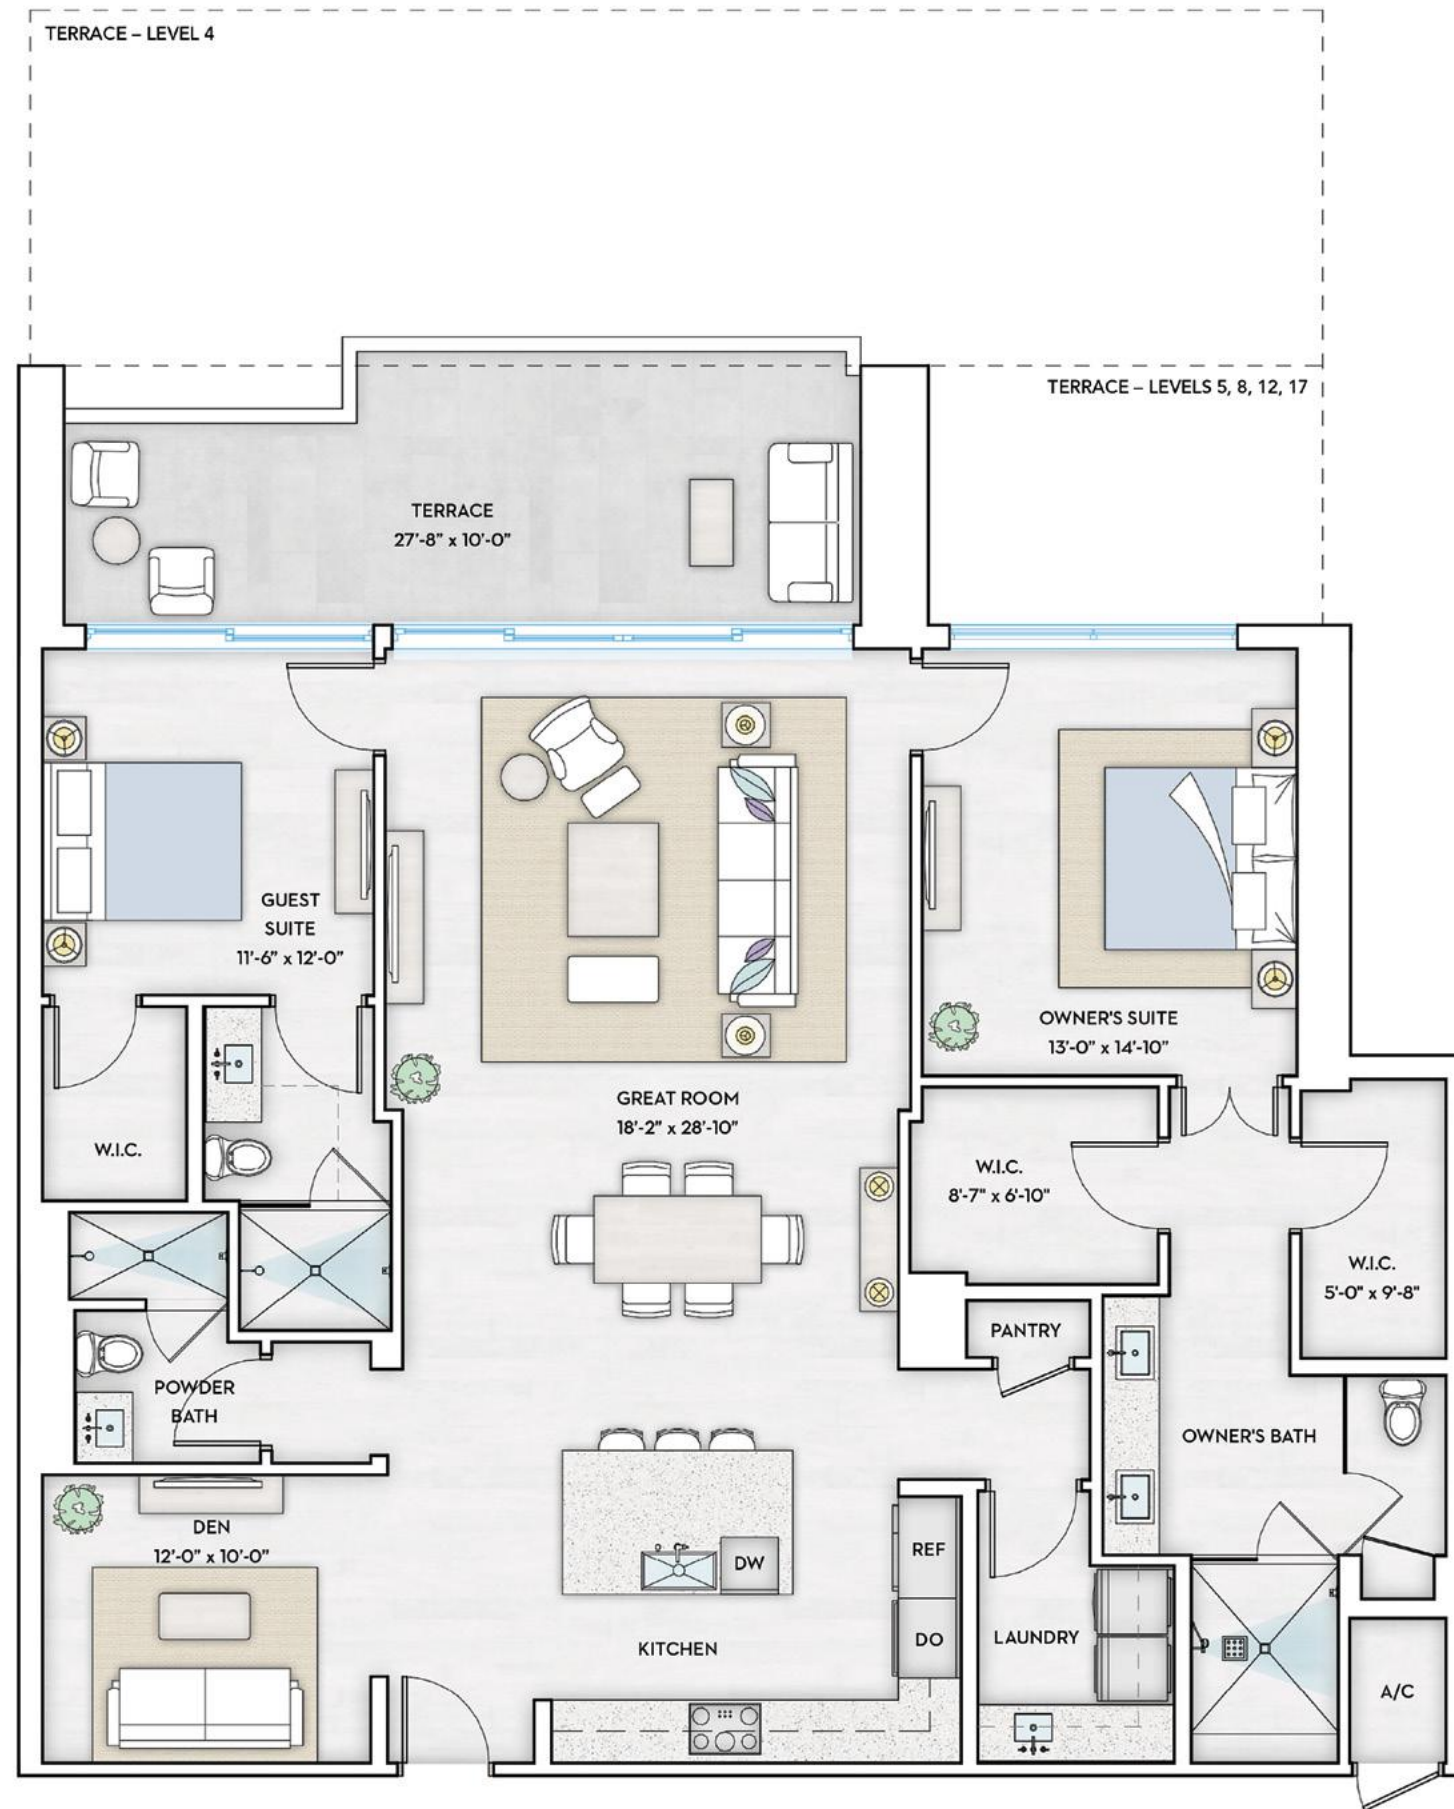 TERRACE – LEVEL 4
TERRACE – LEVELS 5, 8, 12, 17
TERRACE
27'-8" x 10'-0"
GUEST
SUITE
11'-6" x 12'-0"
OWNER'S SUITE
13'-0" x 14'-10"
GREAT ROOM
18'-2" x 28'-10"
W.I.C.
W.I.C.
8'-7" x 6'-10"
W.I.C.
5'-0" x 9'-8"
PANTRY
POWDER
BATH
OWNER'S BATH
DEN
12'-0" x 10'-0"
REF
DW
DO
LAUNDRY
KITCHEN
A/C